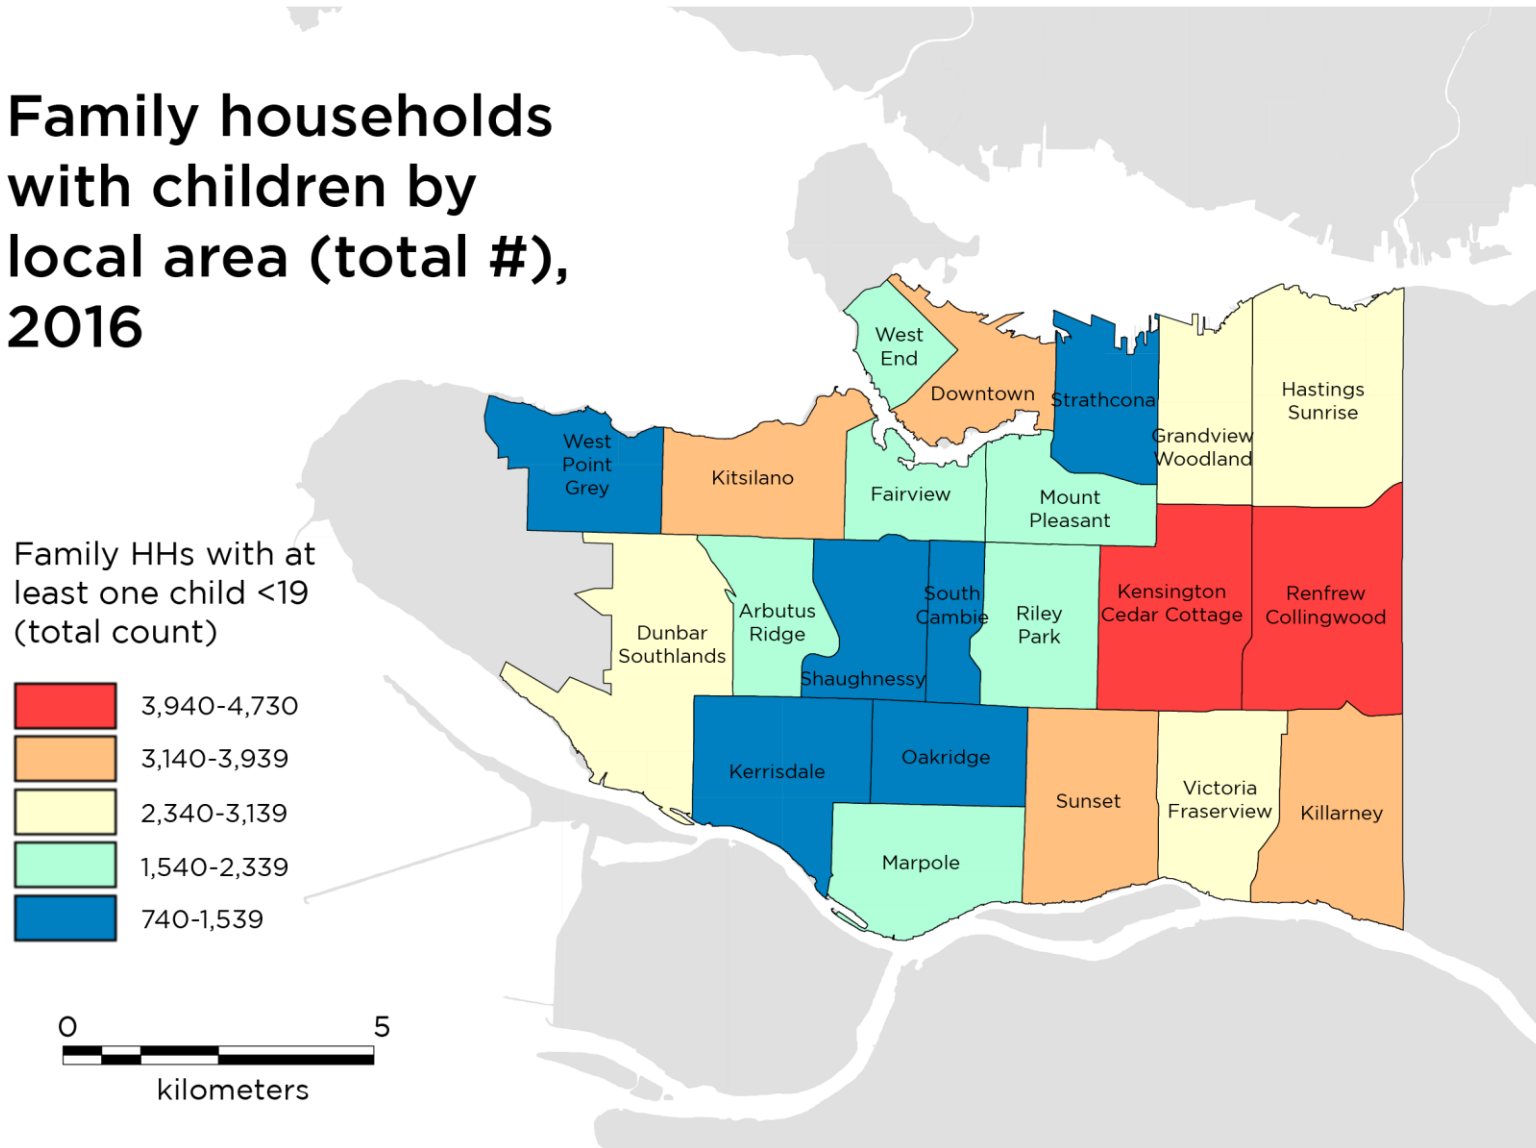 Family households
with children by
local area (total #),
2016
West
End
Downtown
Strathcona
Hastings
Sunrise
Grandview
Woodland
West
Point
Grey
Kitsilano
Fairview
Mount
Pleasant
Family HHs with at
least one child <19
(total count)
Dunbar
Southlands
Arbutus
Ridge
Shaughnessy
South
Cambie
Riley
Park
Kensington
Cedar Cottage
Renfrew
Collingwood
3,940-4,730
3,140-3,939
2,340-3,139
1,540-2,339
740-1,539
Kerrisdale
Oakridge
Sunset
Victoria
Fraserview
Killarney
Marpole
0 5
kilometers